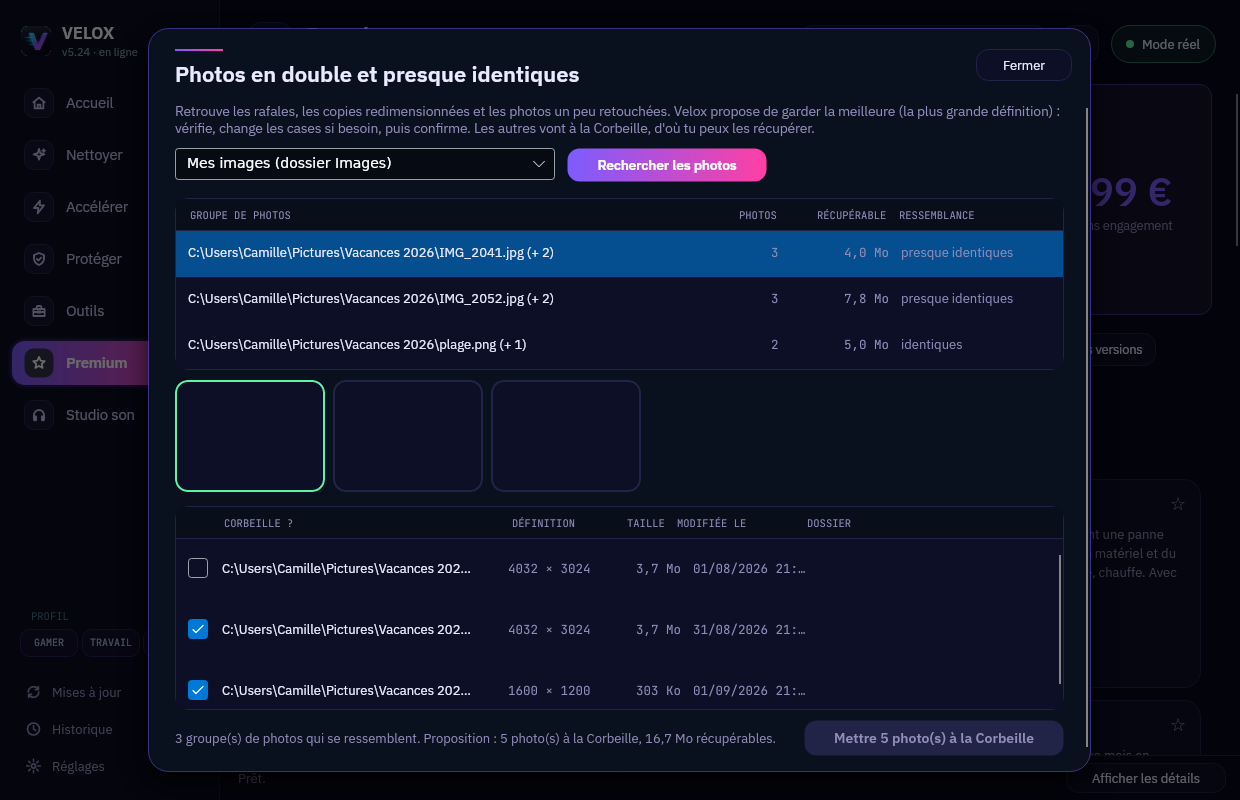 VELOX
v5.24 · en ligne
Mode réel
Photos en double et presque identiques
Fermer
Accueil
Nettoyer
Accélérer
Protéger
Outils
Premium
Studio son
Retrouve les rafales, les copies redimensionnées et les photos un peu retouchées. Velox propose de garder la meilleure (la plus grande définition) :
vérifie, change les cases si besoin, puis confirme. Les autres vont à la Corbeille, d'où tu peux les récupérer.
Mes images (dossier Images)
Rechercher les photos
99 €
engagement
GROUPE DE PHOTOS PHOTOS RÉCUPÉRABLE RESSEMBLANCE
C:\Users\Camille\Pictures\Vacances 2026\IMG_2041.jpg (+ 2) 3 4,0 Mo presque identiques
C:\Users\Camille\Pictures\Vacances 2026\IMG_2052.jpg (+ 2) 3 7,8 Mo presque identiques
C:\Users\Camille\Pictures\Vacances 2026\plage.png (+ 1) 2 5,0 Mo identiques
versions
CORBEILLE ? DÉFINITION TAILLE MODIFIÉE LE DOSSIER
C:\Users\Camille\Pictures\Vacances 202... 4032 × 3024 3,7 Mo 01/08/2026 21:…
C:\Users\Camille\Pictures\Vacances 202... 4032 × 3024 3,7 Mo 31/08/2026 21:…
C:\Users\Camille\Pictures\Vacances 202... 1600 × 1200 303 Ko 01/09/2026 21:…
une panne
matériel et du
chauffe. Avec
3 groupe(s) de photos qui se ressemblent. Proposition : 5 photo(s) à la Corbeille, 16,7 Mo récupérables.
Mettre 5 photo(s) à la Corbeille
PROFIL
GAMER
TRAVAIL
Mises à jour
Historique
Réglages
Prêt.
Afficher les détails